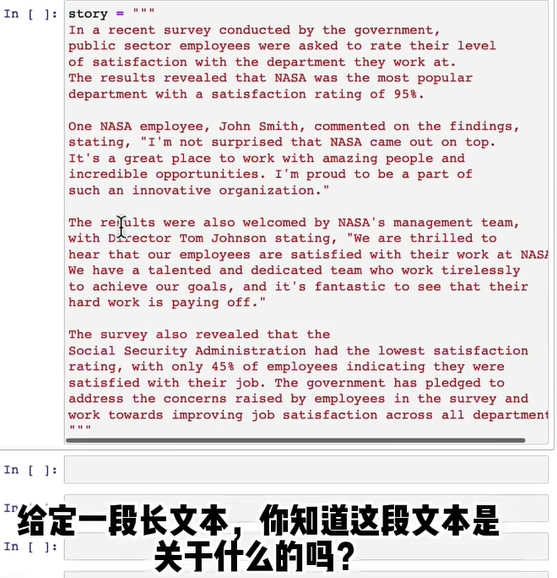 In [ ]: story = """
In a recent survey conducted by the government,
public sector employees were asked to rate their level
of satisfaction with the department they work at.
The results revealed that NASA was the most popular
department with a satisfaction rating of 95%.
One NASA employee, John Smith, commented on the findings,
stating, "I'm not surprised that NASA came out on top.
It's a great place to work with amazing people and
incredible opportunities. I'm proud to be a part of
such an innovative organization."
The results were also welcomed by NASA's management team,
with Director Tom Johnson stating, "We are thrilled to
hear that our employees are satisfied with their work at NASA
We have a talented and dedicated team who work tirelessly
to achieve our goals, and it's fantastic to see that their
hard work is paying off."
The survey also revealed that the
Social Security Administration had the lowest satisfaction
rating, with only 45% of employees indicating they were
satisfied with their job. The government has pledged to
address the concerns raised by employees in the survey and
work towards improving job satisfaction across all department
"""
In [ ]:
In [ ]:
In [ ]:
给定一段长文本，你知道这段文本是
关于什么的吗？